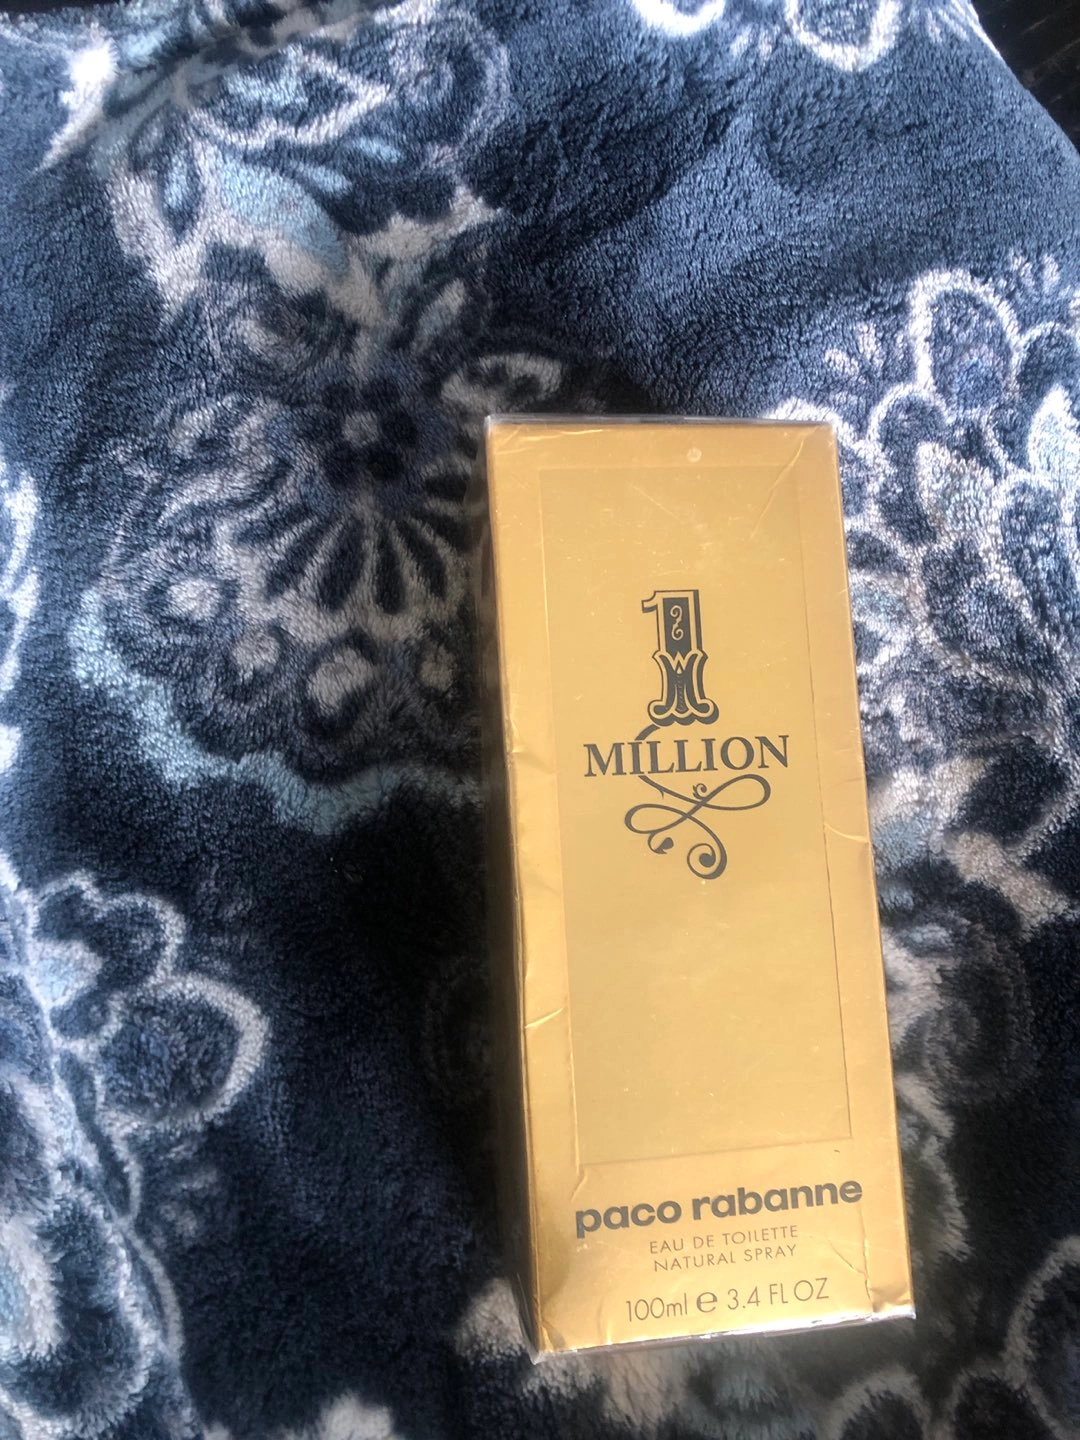 1
MILLION
paco rabanne
EAU DE TOILETTE
NATURAL SPRAY
100ml ℮ 3.4 FL OZ